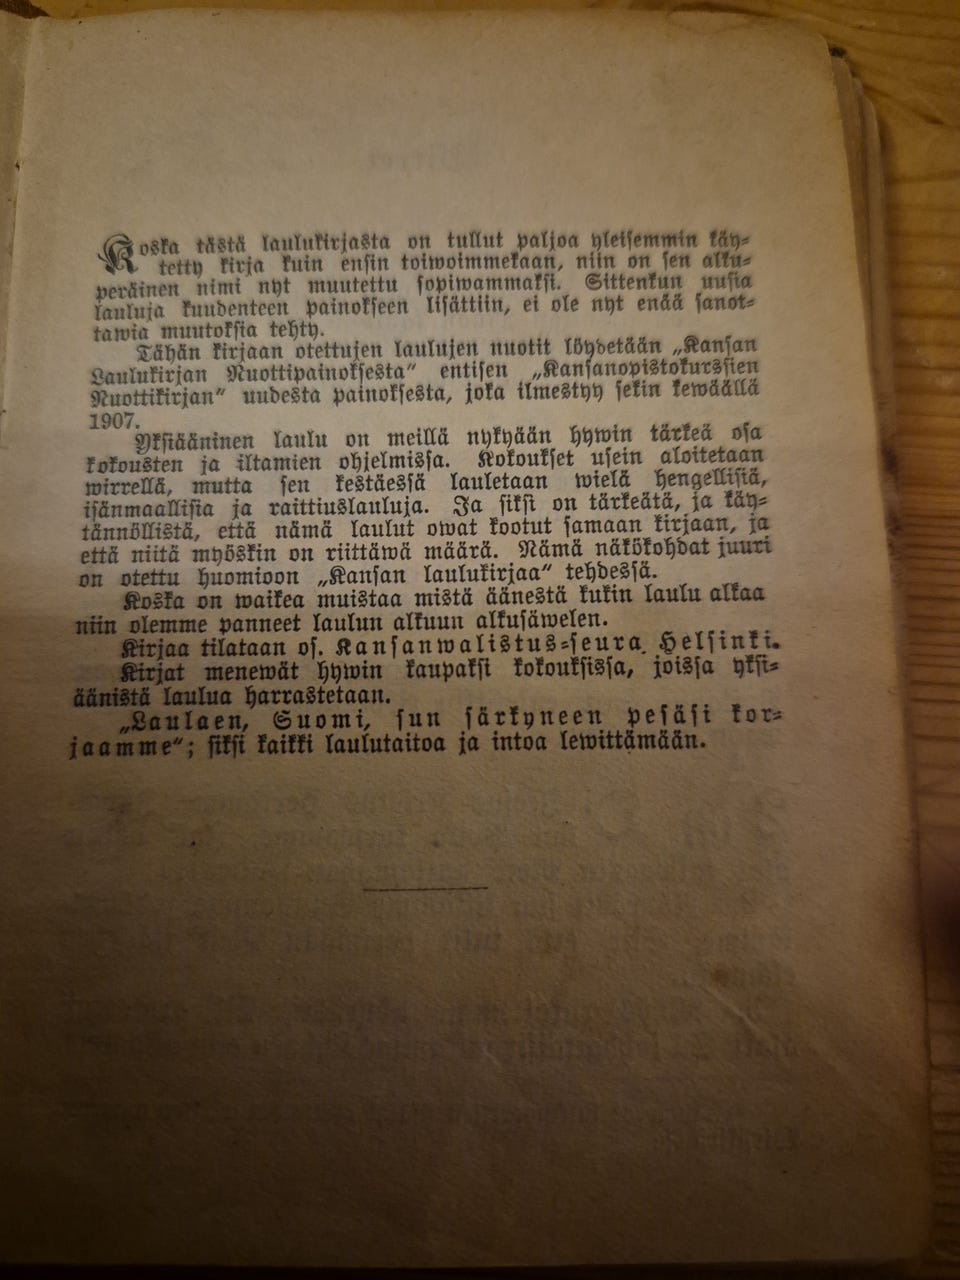 Koska tästä laulukirjasta on tullut paljoa yleisemmin käy-
tetty kirja kuin ensin toiwoimmekaan, niin on sen alku-
peräinen nimi nyt muutettu sopiwammaksi. Sittenkun uusia
lauluja kuudenteen painokseen lisättiin, ei ole nyt enää sanot-
tawia muutoksia tehty.
Tähän kirjaan otettujen laulujen nuotit löydetään „Kansan
Laulukirjan Nuottipainoksesta“ entisen „Kansanopistokurssien
Nuottikirjan“ uudesta painoksesta, joka ilmestyy sekin kewäällä
1907.
Yksiääninen laulu on meillä nykyään hywin tärkeä osa
kokousten ja iltamien ohjelmissa. Kokoukset usein aloitetaan
wirrellä, mutta sen kestäessä lauletaan wielä hengellisiä,
isänmaallisia ja raittiuslauluja. Ja siksi on tärkeätä, ja käy-
tännöllistä, että nämä laulut owat kootut samaan kirjaan, ja
että niitä myöskin on riittäwä määrä. Nämä näkökohdat juuri
on otettu huomioon „Kansan laulukirjaa“ tehdessä.
Koska on waikea muistaa mistä äänestä kukin laulu alkaa
niin olemme panneet laulun alkuun alkusäwelen.
Kirjaa tilataan os. Kansanwalistus-seura, Helsinki.
Kirjat menewät hywin kaupaksi kokouksissa, joissa yksi-
äänistä laulua harrastetaan.
„Laulaen, Suomi, sun särkyneen pesäsi kor-
jaamme“; siksi kaikki laulutaitoa ja intoa lewittämään.